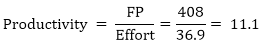 Productivity = FP/Effort = 408/36.9 = 11.1